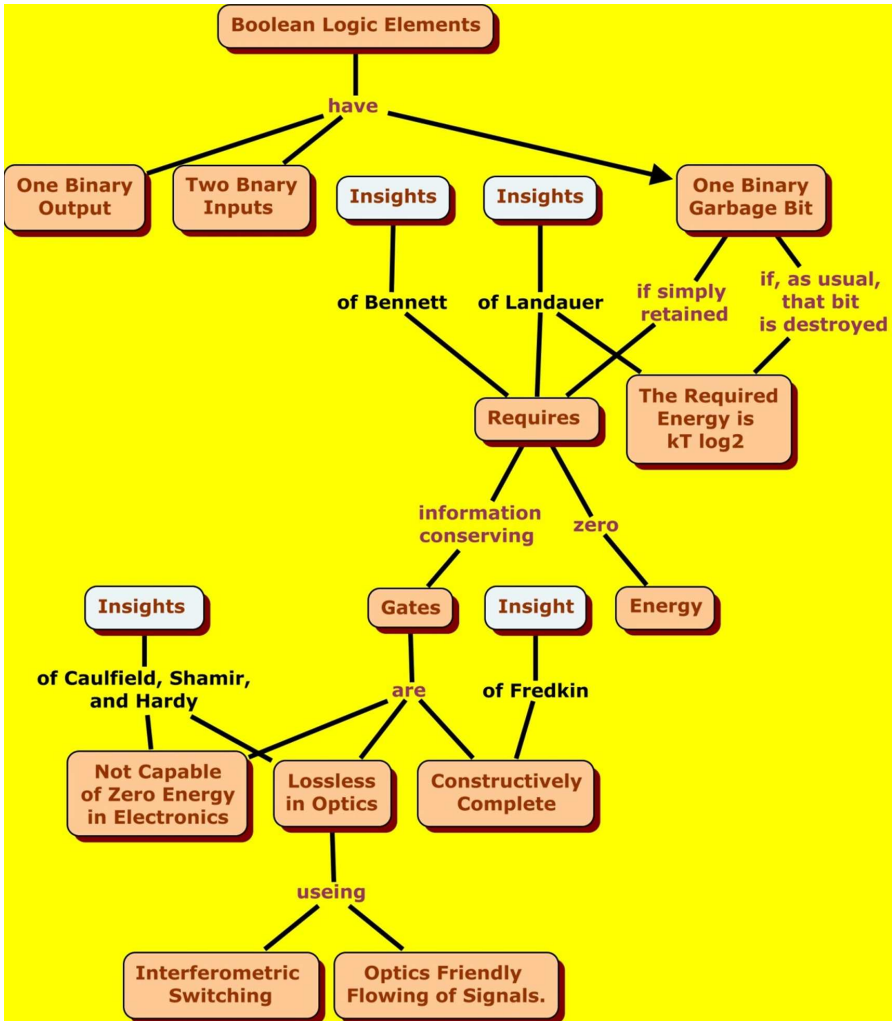 Boolean Logic Elements
have
One Binary
Output
Two Bnary
Inputs
Insights
Insights
One Binary
Garbage Bit
of Bennett
of Landauer
if simply
retained
if, as usual,
that bit
is destroyed
Requires
The Required
Energy is
kT log2
information
conserving
zero
Insights
Gates
Insight
Energy
of Caulfield, Shamir,
and Hardy
are
of Fredkin
Not Capable
of Zero Energy
in Electronics
Lossless
in Optics
Constructively
Complete
useing
Interferometric
Switching
Optics Friendly
Flowing of Signals.